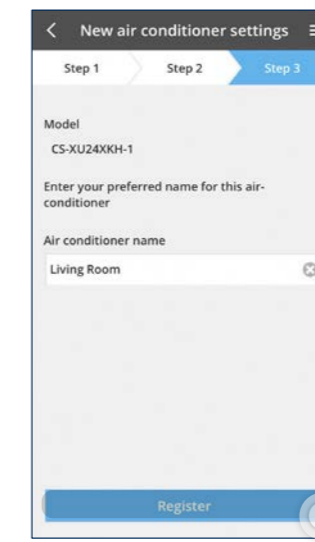 New air conditioner settings
Step 1 Step 2 Step 3
Model
CS-XU24XKH-1
Enter your preferred name for this air-
conditioner
Air conditioner name
Living Room
Register